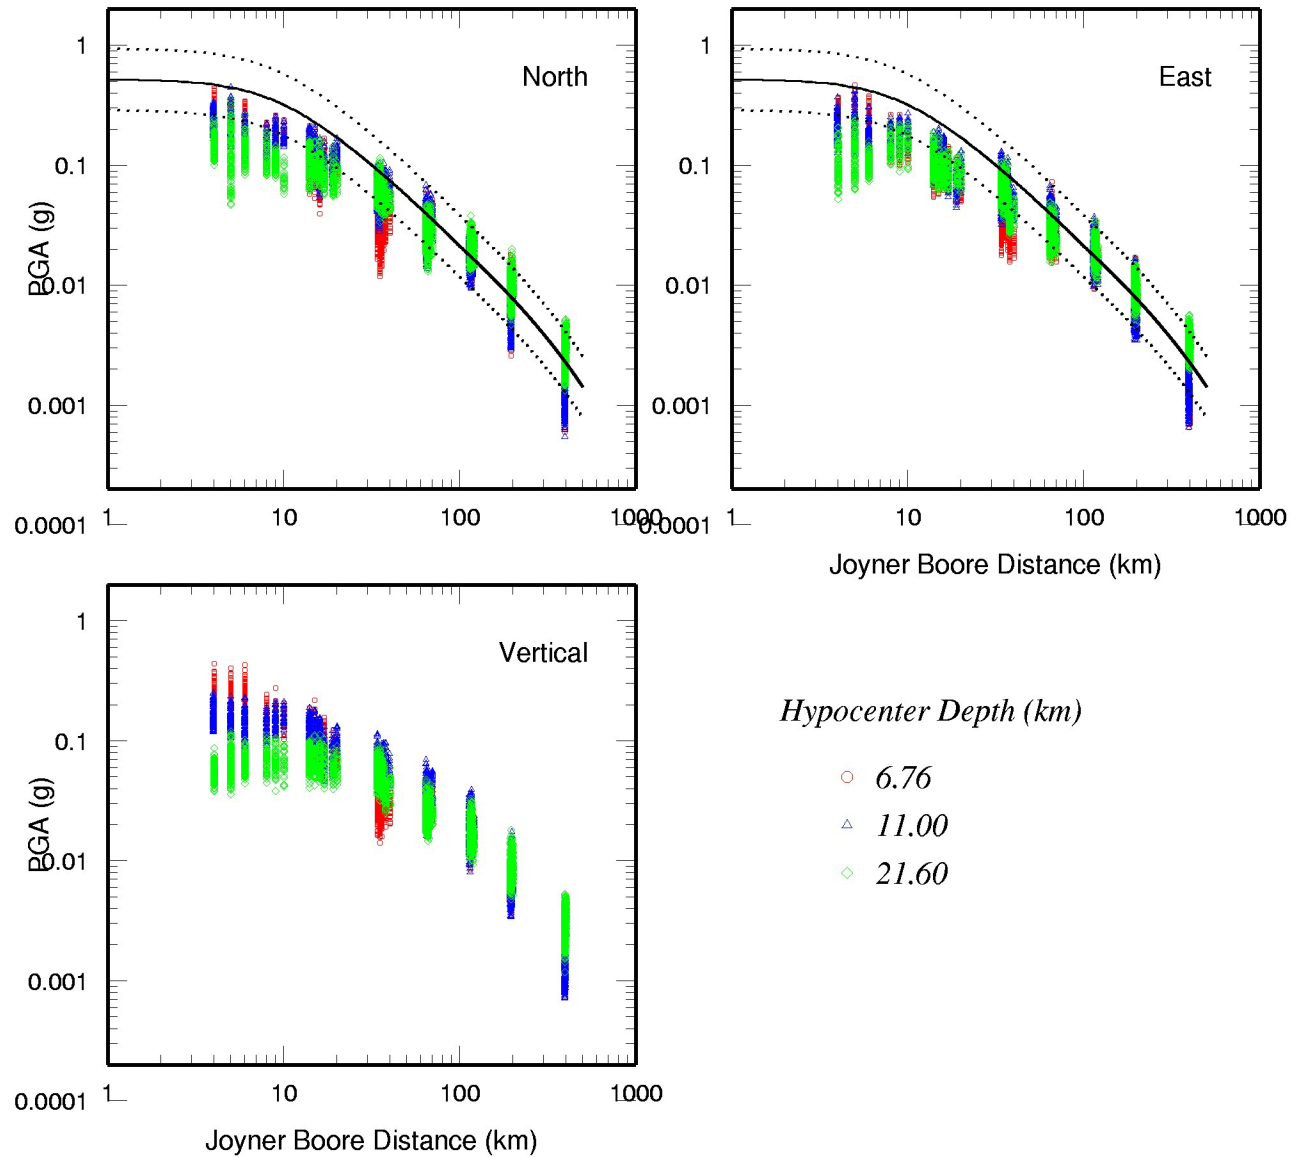 1
North
0.1
PGA (g)
0.01
0.001
0.0001
1 10 100 1000
1
East
0.1
0.01
0.001
0.0001
1 10 100 1000
Joyner Boore Distance (km)
1
Vertical
0.1
PGA (g)
0.01
0.001
0.0001
1 10 100 1000
Joyner Boore Distance (km)
Hypocenter Depth (km)
6.76
11.00
21.60